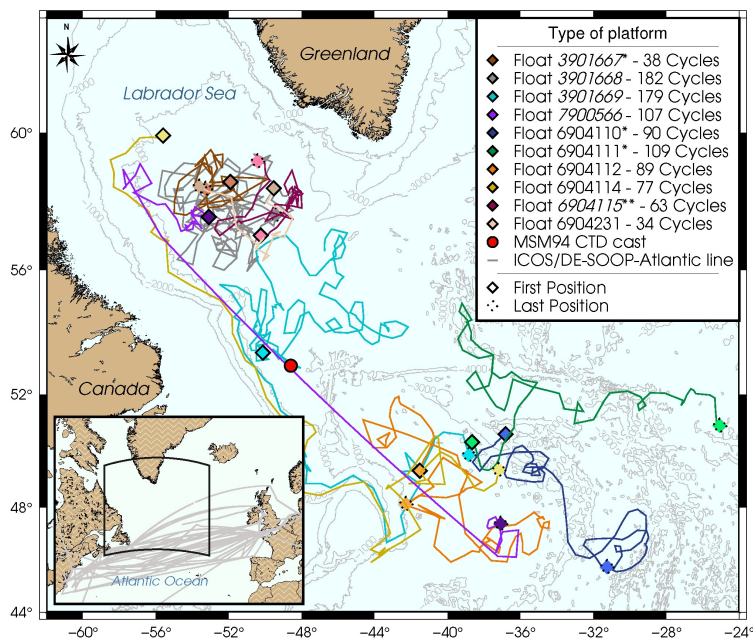 N
Greenland
Labrador Sea
Type of platform
Float 3901667* - 38 Cycles
Float 3901668 - 182 Cycles
Float 3901669 - 179 Cycles
Float 7900566 - 107 Cycles
Float 6904110* - 90 Cycles
Float 6904111* - 109 Cycles
Float 6904112 - 89 Cycles
Float 6904114 - 77 Cycles
Float 6904115** - 63 Cycles
Float 6904231 - 34 Cycles
MSM94 CTD cast
ICOS/DE-SOOP-Atlantic line
First Position
Last Position
60°
56°
52°
48°
44°
Canada
Atlantic Ocean
−60° −56° −52° −48° −44° −40° −36° −32° −28° −24°